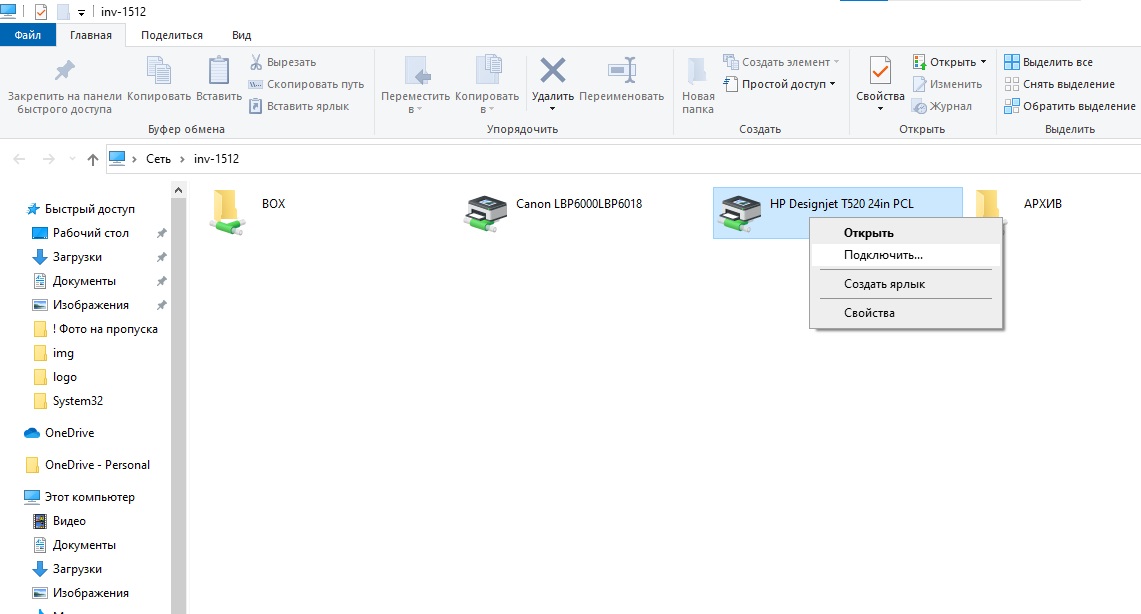 inv-1512
Файл Главная Поделиться Вид
Закрепить на панели быстрого доступа
Копировать
Вставить
Вырезать
Скопировать путь
Вставить ярлык
Буфер обмена
Переместить в
Копировать в
Удалить
Переименовать
Упорядочить
Новая папка
Создать элемент
Простой доступ
Создать
Свойства
Открыть
Изменить
Журнал
Открыть
Выделить все
Снять выделение
Обратить выделение
Выделить
Сеть > inv-1512
Быстрый доступ
Рабочий стол
Загрузки
Документы
Изображения
! Фото на пропуска
img
logo
System32
OneDrive
OneDrive - Personal
Этот компьютер
Видео
Документы
Загрузки
Изображения
BOX
Canon LBP6000LBP6018
HP Designjet T520 24in PCL
АРХИВ
Открыть
Подключить...
Создать ярлык
Свойства